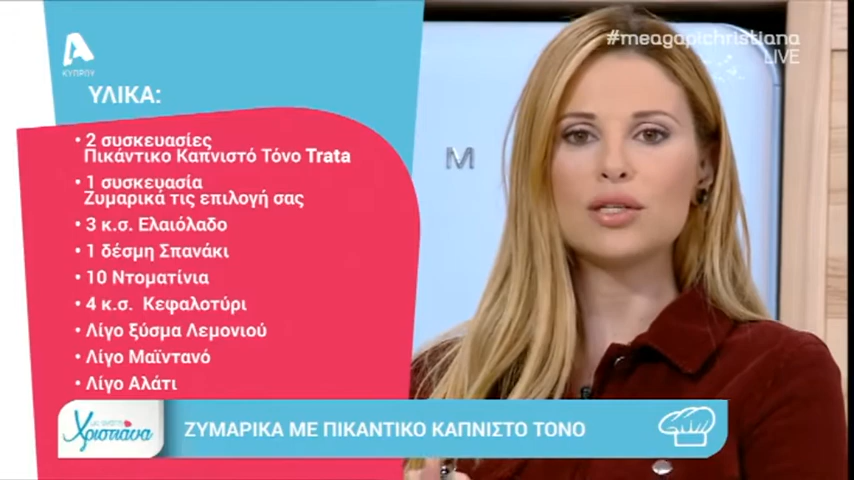 #meagapichristiana
LIVE
ΚΥΠΡΟΥ
ΥΛΙΚΑ:
• 2 συσκευασίες
Πικάντικο Καπνιστό Τόνο Trata
• 1 συσκευασία
Ζυμαρικά τις επιλογή σας
• 3 κ.σ. Ελαιόλαδο
• 1 δέσμη Σπανάκι
• 10 Ντοματίνια
• 4 κ.σ. Κεφαλοτύρι
• Λίγο ξύσμα Λεμονιού
• Λίγο Μαϊντανό
• Λίγο Αλάτι
M
Με αγάπη
Χριστιάνα
ΖΥΜΑΡΙΚΑ ΜΕ ΠΙΚΑΝΤΙΚΟ ΚΑΠΝΙΣΤΟ ΤΟΝΟ